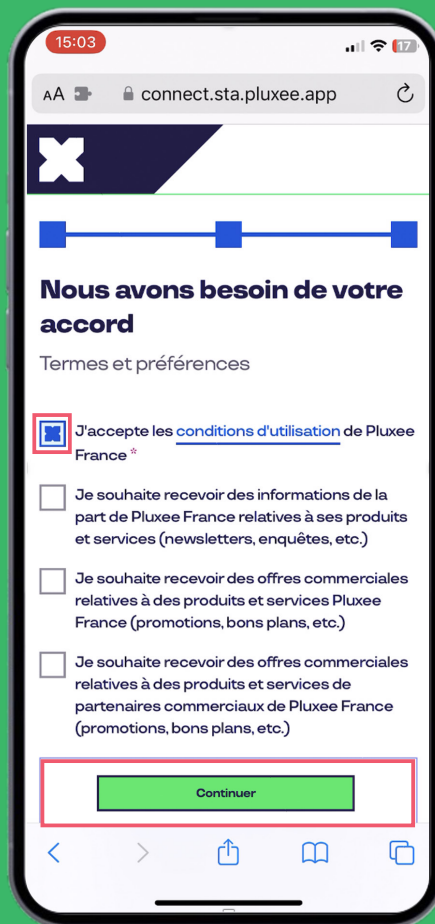 15:03
17
AA connect.sta.pluxee.app
Nous avons besoin de votre
accord
Termes et préférences
J'accepte les conditions d'utilisation de Pluxee
France *
Je souhaite recevoir des informations de la
part de Pluxee France relatives à ses produits
et services (newsletters, enquêtes, etc.)
Je souhaite recevoir des offres commerciales
relatives à des produits et services Pluxee
France (promotions, bons plans, etc.)
Je souhaite recevoir des offres commerciales
relatives à des produits et services de
partenaires commerciaux de Pluxee France
(promotions, bons plans, etc.)
Continuer